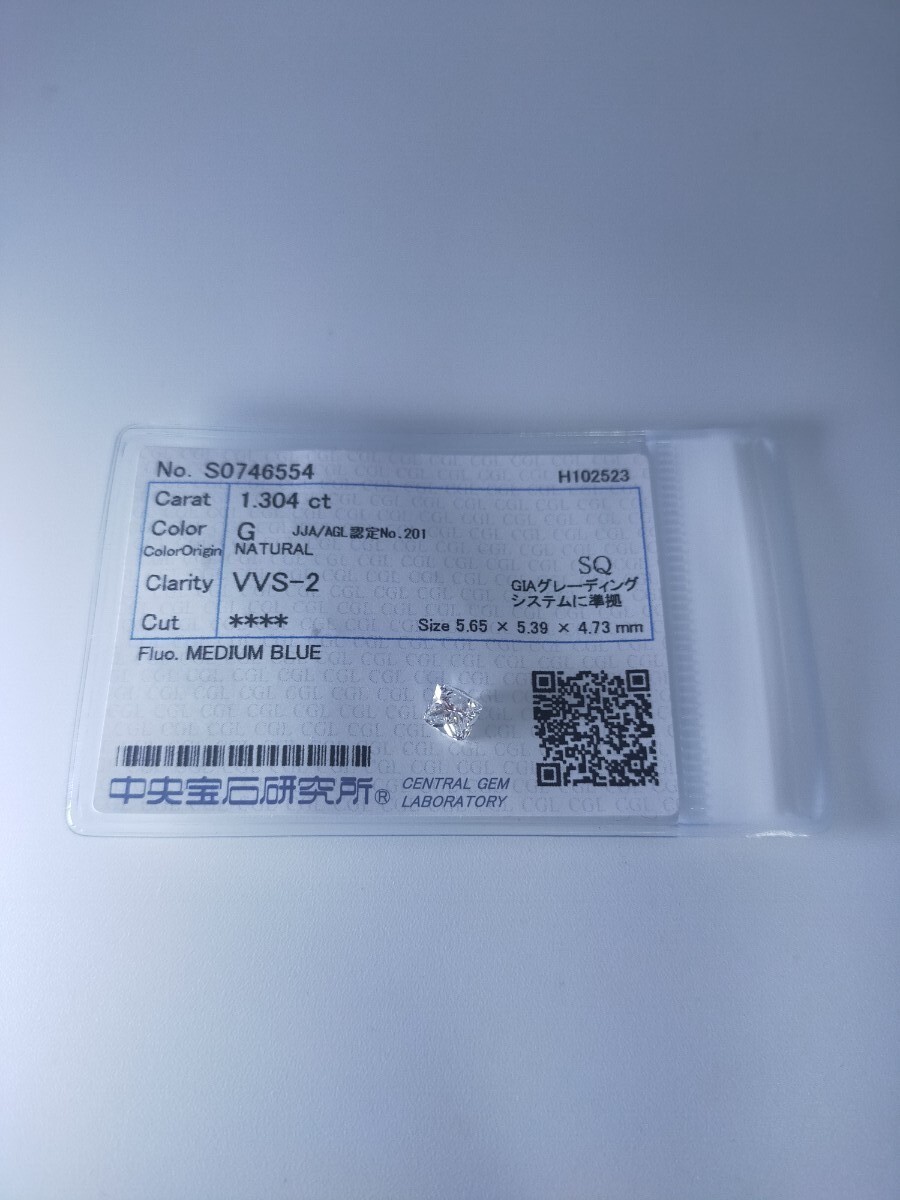 No. S0746554 H102523
Carat 1.304 ct
Color G JJA/AGL認定No.201
ColorOrigin NATURAL
SQ
Clarity VVS-2 GIAグレーディング
システムに準拠
Cut **** Size 5.65 × 5.39 × 4.73 mm
Fluo. MEDIUM BLUE
中央宝石研究所® CENTRAL GEM
LABORATORY